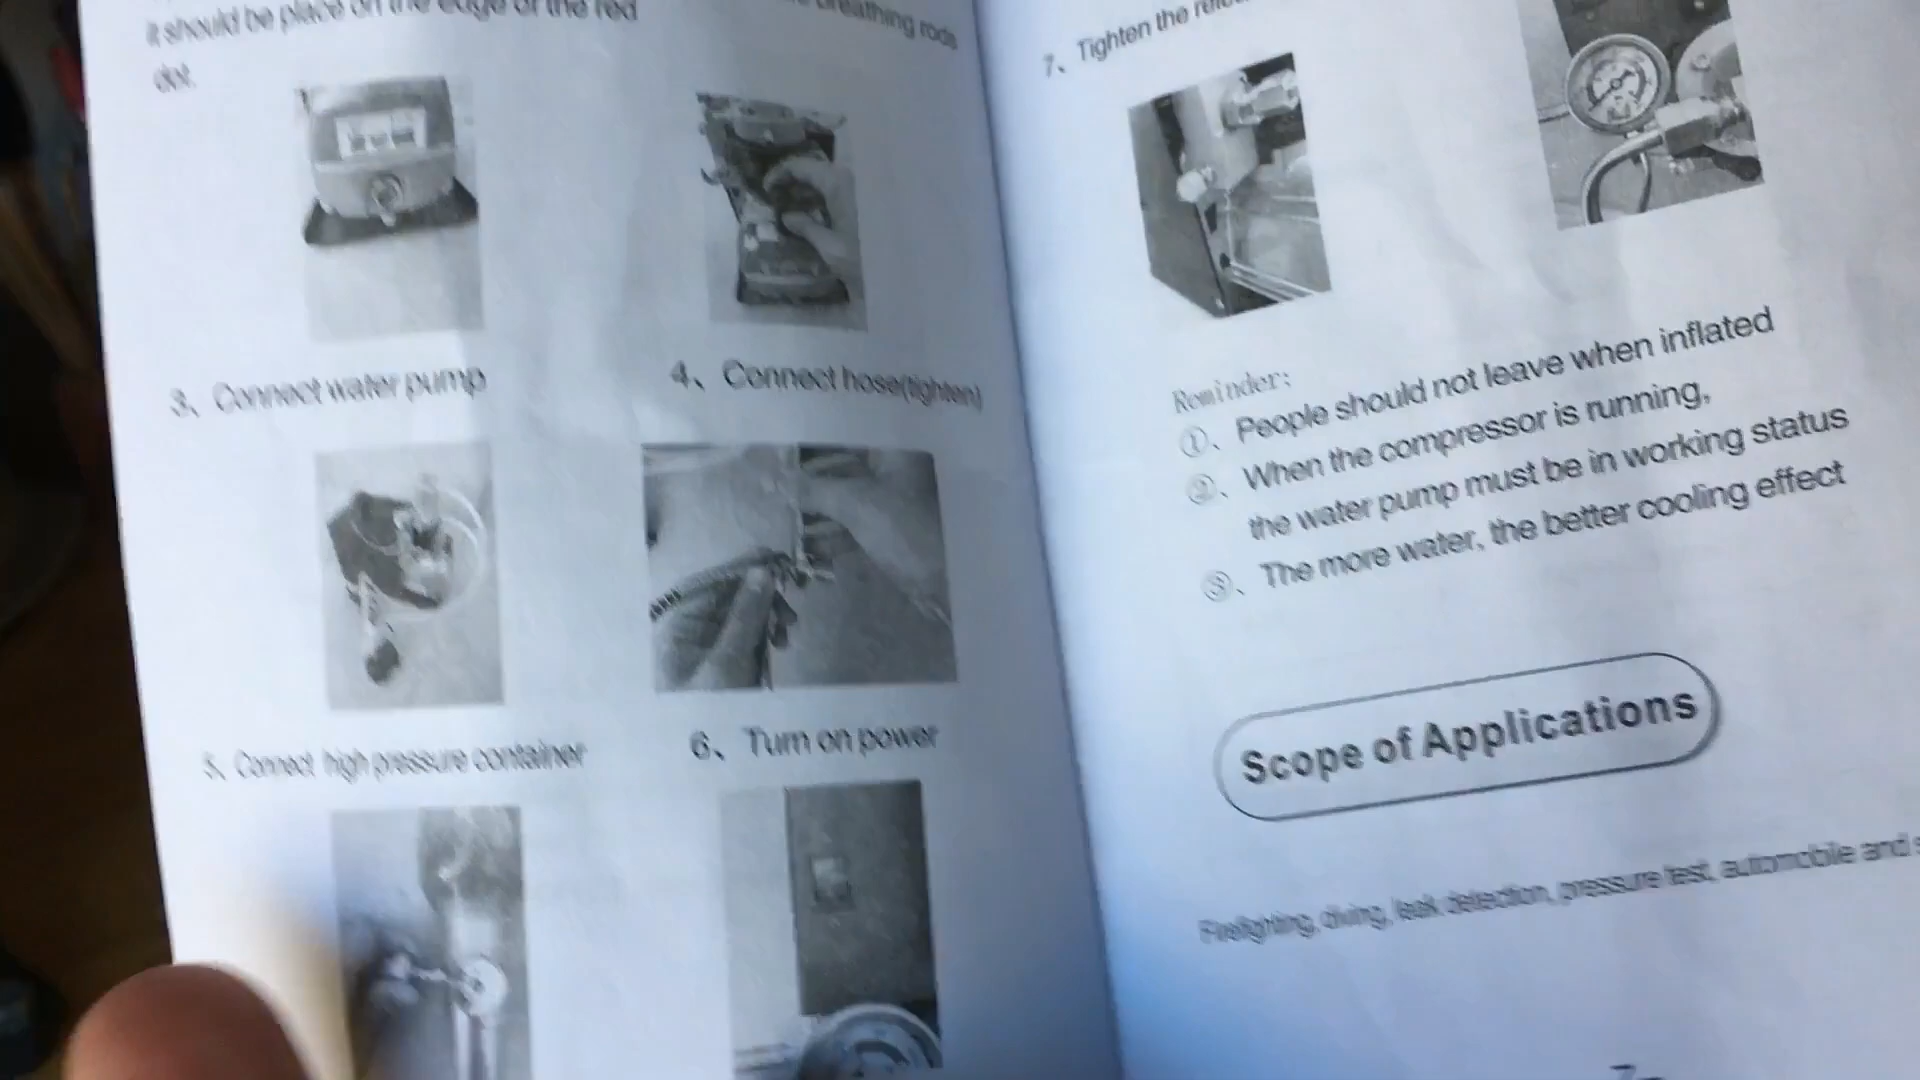 it should be place on the edge of the red
dot.
breathing rods
3、Connect water pump
4、Connect hose(tighten)
5、Connect high pressure container
6、Turn on power
7、Tighten the
Reminder:
①、People should not leave when inflated
②、When the compressor is running,
the water pump must be in working status
③、The more water, the better cooling effect
Scope of Applications
Firefighting, diving, leak detection, pressure test, automobile and